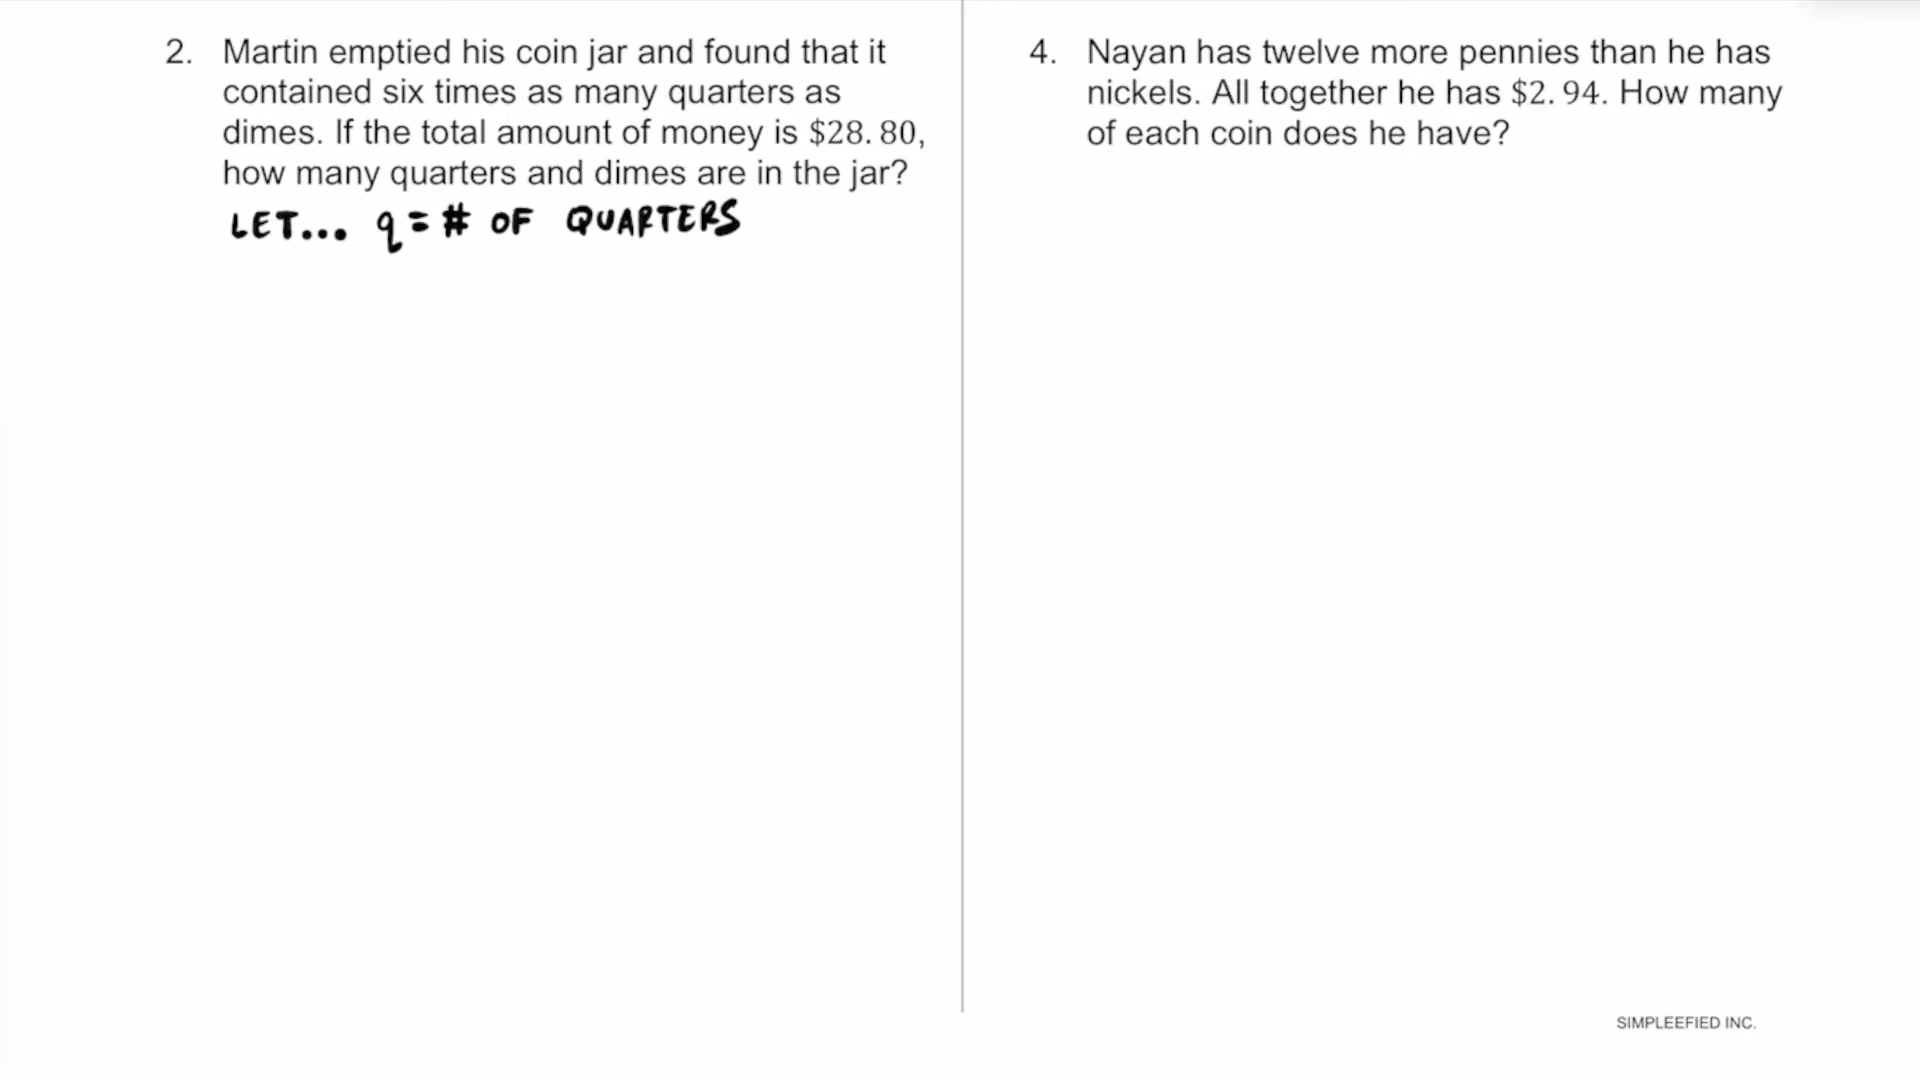 2. Martin emptied his coin jar and found that it
contained six times as many quarters as
dimes. If the total amount of money is $28.80,
how many quarters and dimes are in the jar?
LET... q = # OF QUARTERS
4. Nayan has twelve more pennies than he has
nickels. All together he has $2.94. How many
of each coin does he have?
SIMPLEEFIED INC.